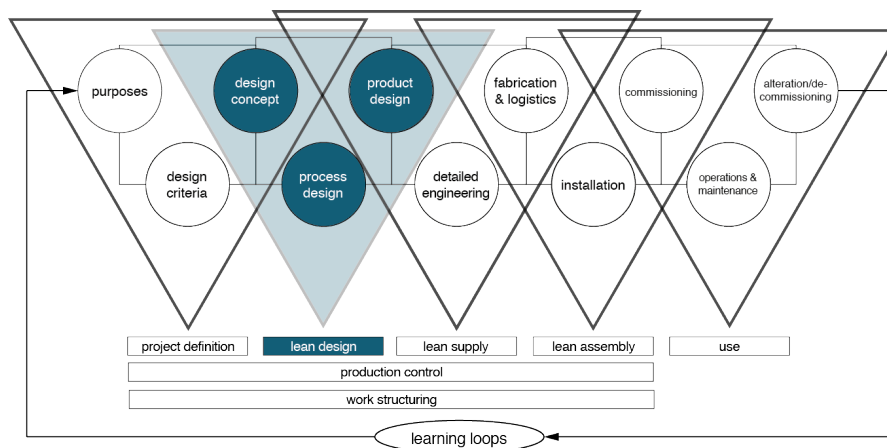 purposes
design
concept
product
design
fabrication
& logistics
commissioning
alteration/de-
commissioning
design
criteria
process
design
detailed
engineering
installation
operations &
maintenance
project definition
lean design
lean supply
lean assembly
use
production control
work structuring
learning loops